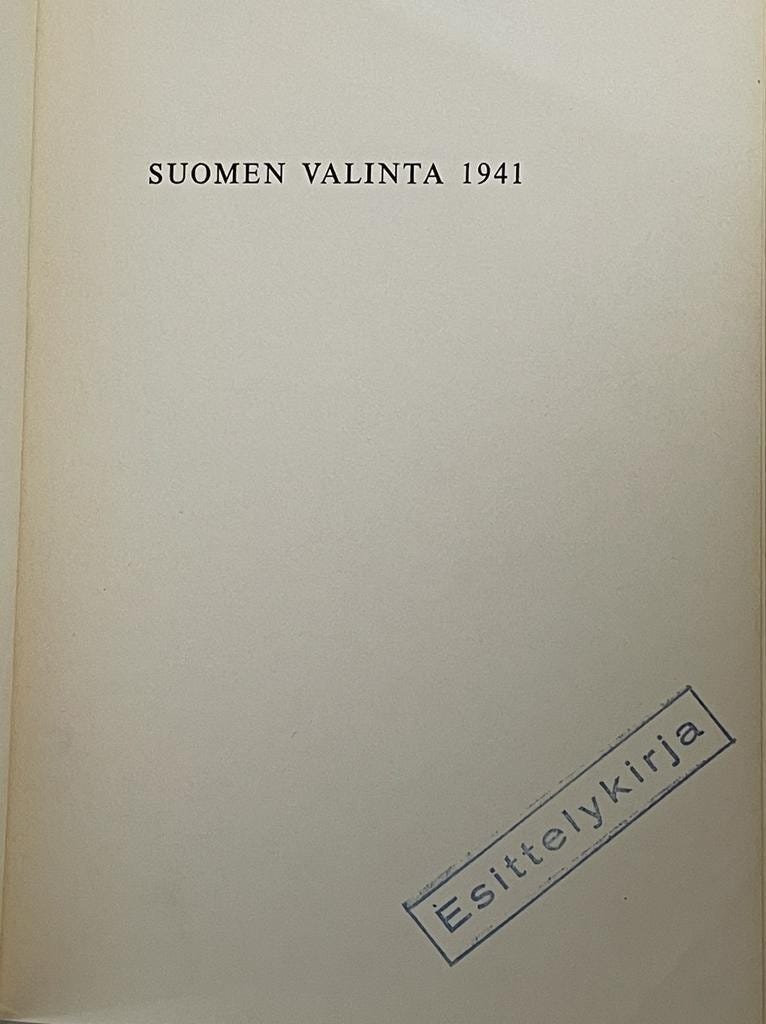 SUOMEN VALINTA 1941
Esittelykirja